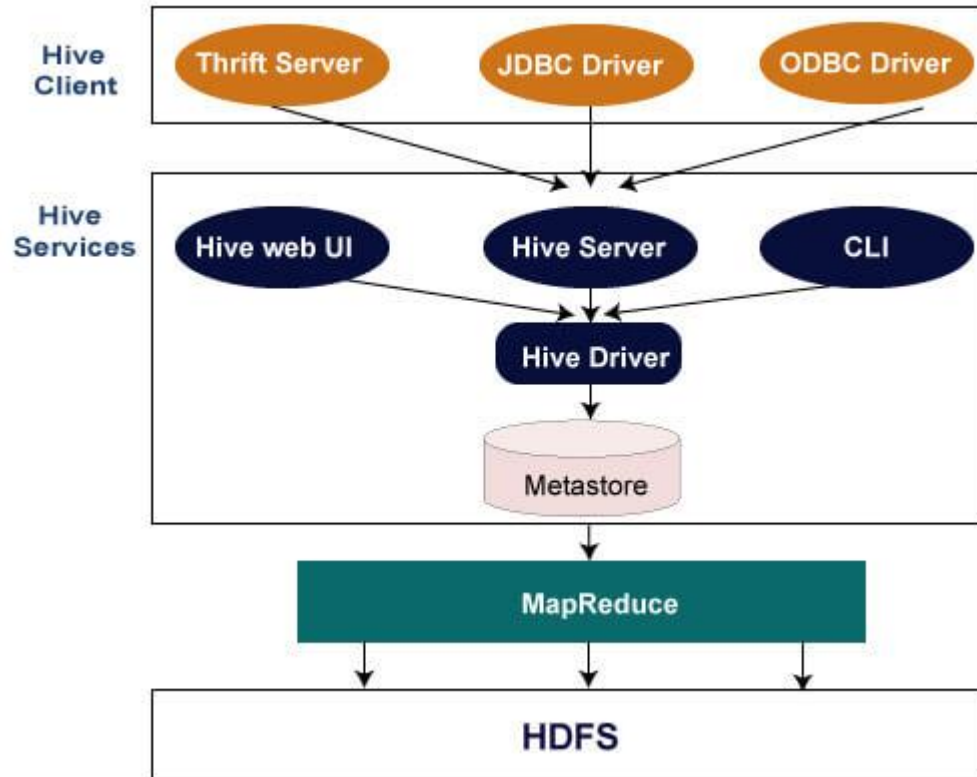 Hive
Client
Thrift Server
JDBC Driver
ODBC Driver
Hive
Services
Hive web UI
Hive Server
CLI
Hive Driver
Metastore
MapReduce
HDFS